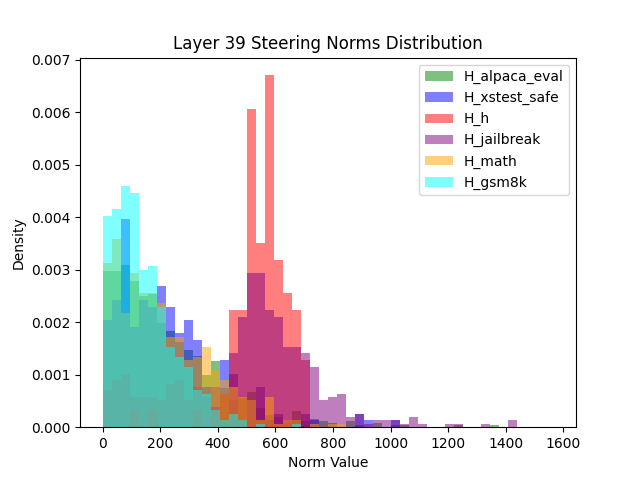 Layer 39 Steering Norms Distribution
0.007
0.006
0.005
0.004
0.003
0.002
0.001
0.000
Density
H_alpaca_eval
H_xstest_safe
H_h
H_jailbreak
H_math
H_gsm8k
0 200 400 600 800 1000 1200 1400 1600
Norm Value